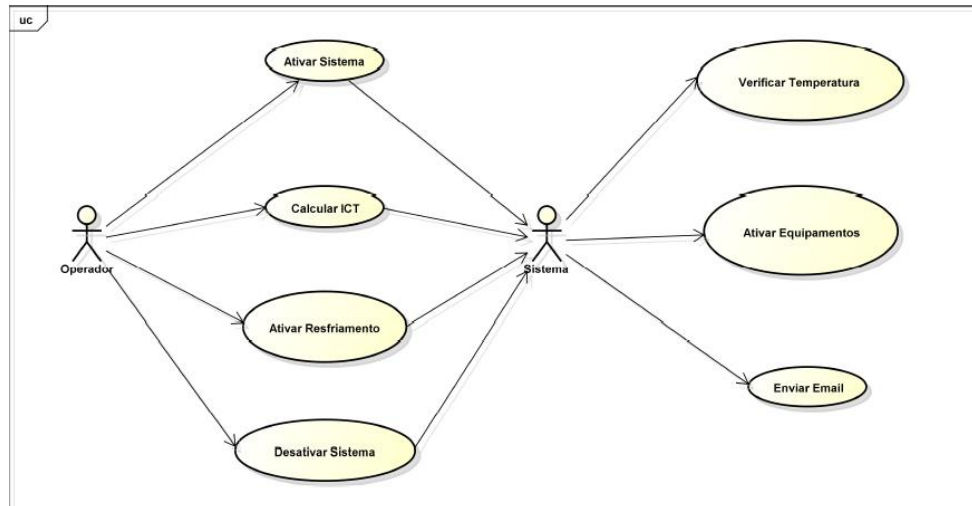 uc
Ativar Sistema
Verificar Temperatura
Calcular ICT
Ativar Equipamentos
Operador
Sistema
Ativar Resfriamento
Enviar Email
Desativar Sistema